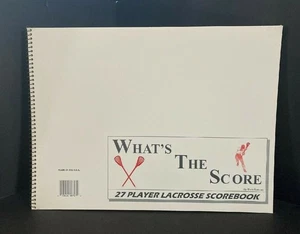 WHAT'S
THE
SCORE
27 PLAYER LACROSSE SCOREBOOK